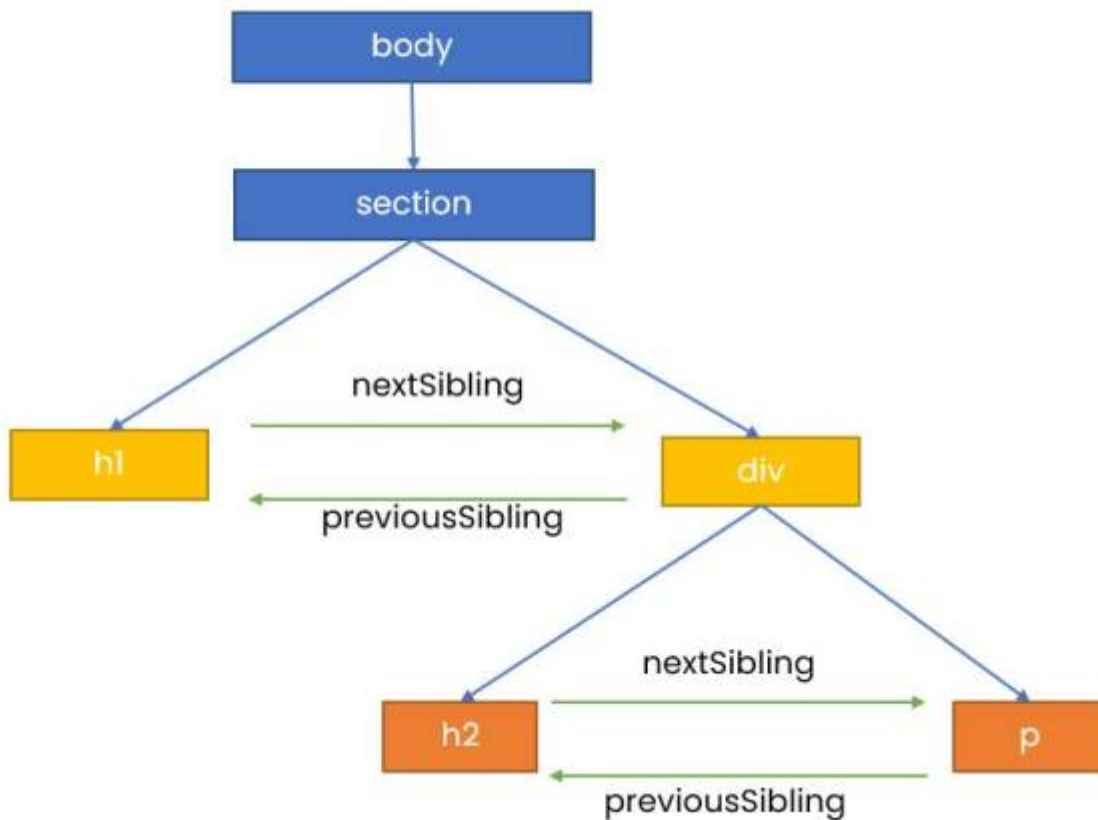 body
section
nextSibling
h1
div
previousSibling
nextSibling
h2
p
previousSibling